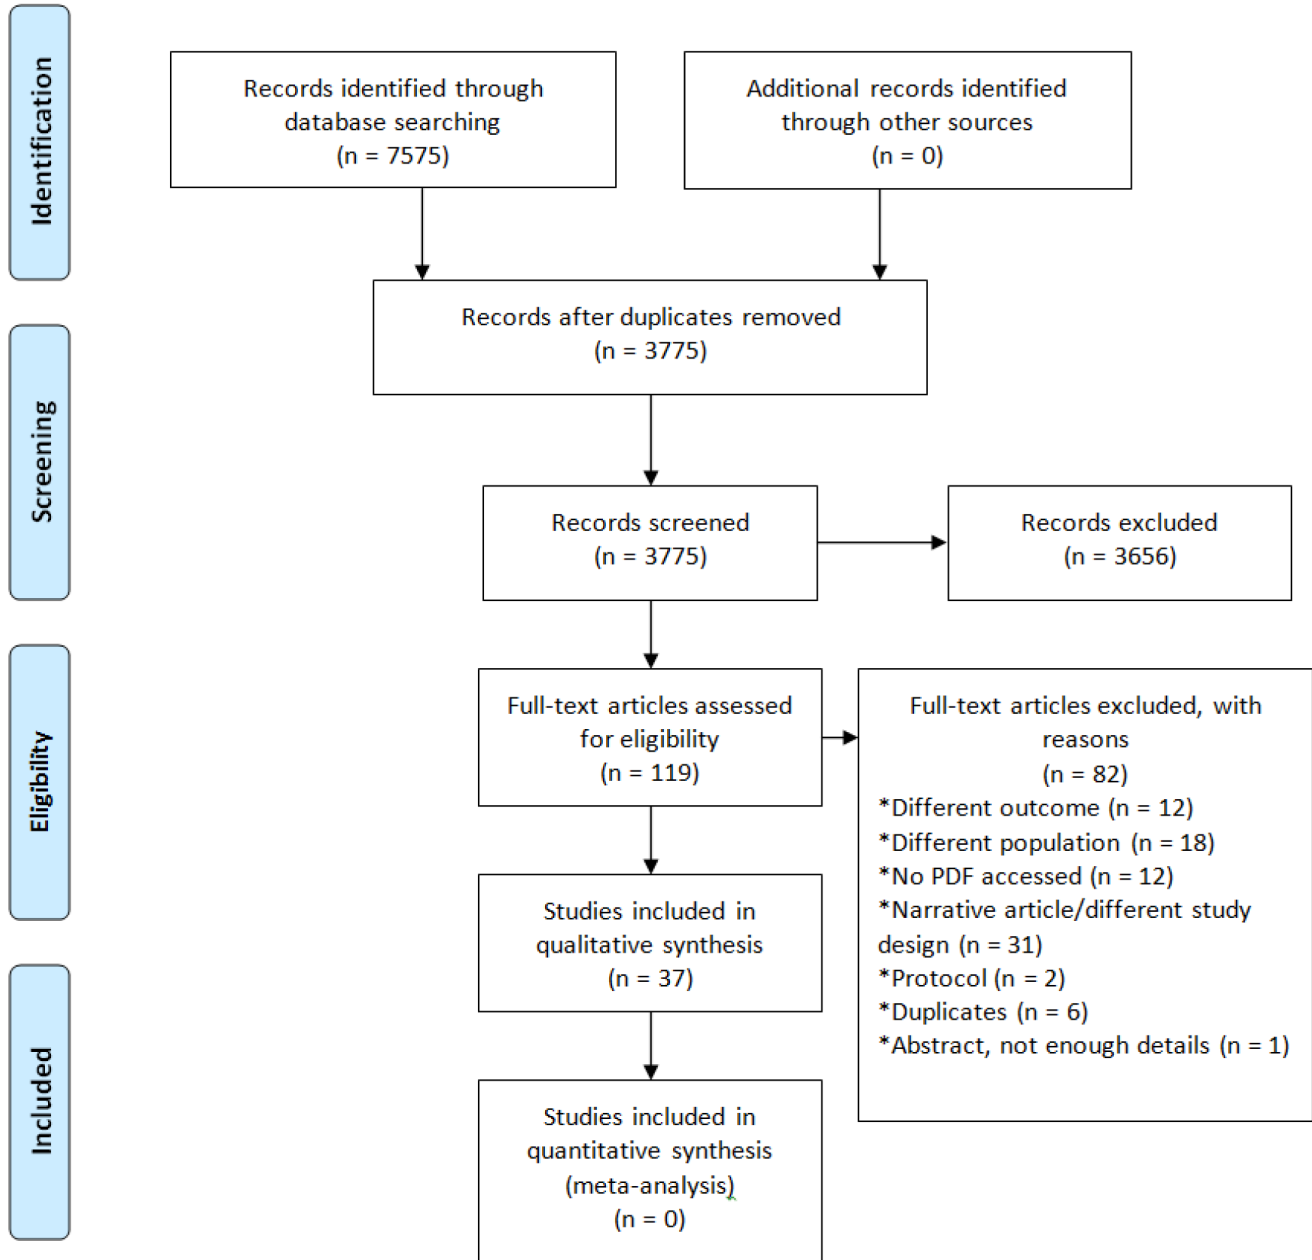 Identification
Records identified through
database searching
(n = 7575)
Additional records identified
through other sources
(n = 0)
Records after duplicates removed
(n = 3775)
Screening
Records screened
(n = 3775)
Records excluded
(n = 3656)
Eligibility
Full-text articles assessed
for eligibility
(n = 119)
Full-text articles excluded, with
reasons
(n = 82)
*Different outcome (n = 12)
*Different population (n = 18)
*No PDF accessed (n = 12)
*Narrative article/different study
design (n = 31)
*Protocol (n = 2)
*Duplicates (n = 6)
*Abstract, not enough details (n = 1)
Studies included in
qualitative synthesis
(n = 37)
Included
Studies included in
quantitative synthesis
(meta-analysis)
(n = 0)